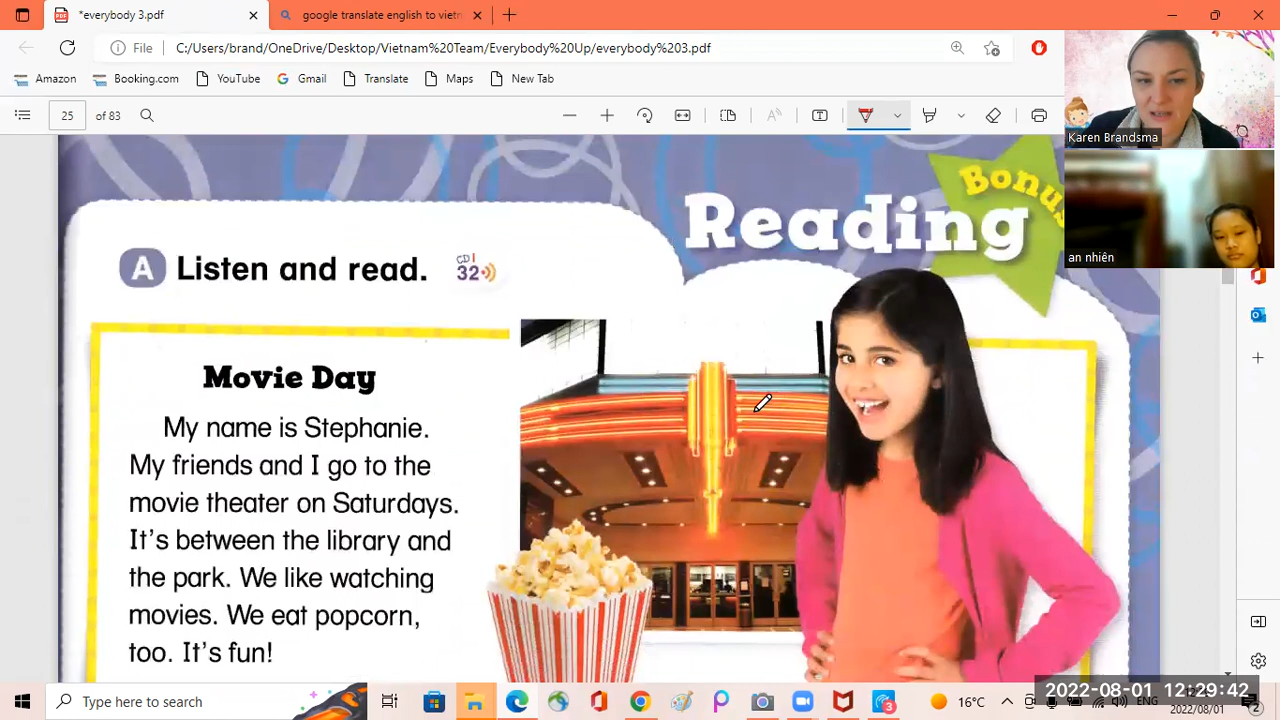 *everybody 3.pdf
google translate english to vietn
File
C:/Users/brand/OneDrive/Desktop/Vietnam%20Team/Everybody%20Up/everybody%203.pdf
Amazon
Booking.com
YouTube
Gmail
Translate
Maps
New Tab
25
of 83
Karen Brandsma
an nhiên
Bonus
Reading
A Listen and read.
CD 1
32
Movie Day
My name is Stephanie.
My friends and I go to the
movie theater on Saturdays.
It's between the library and
the park. We like watching
movies. We eat popcorn,
too. It's fun!
Type here to search
3
16°C
ENG
2022-08-01 12:29:42
2022/08/01
2